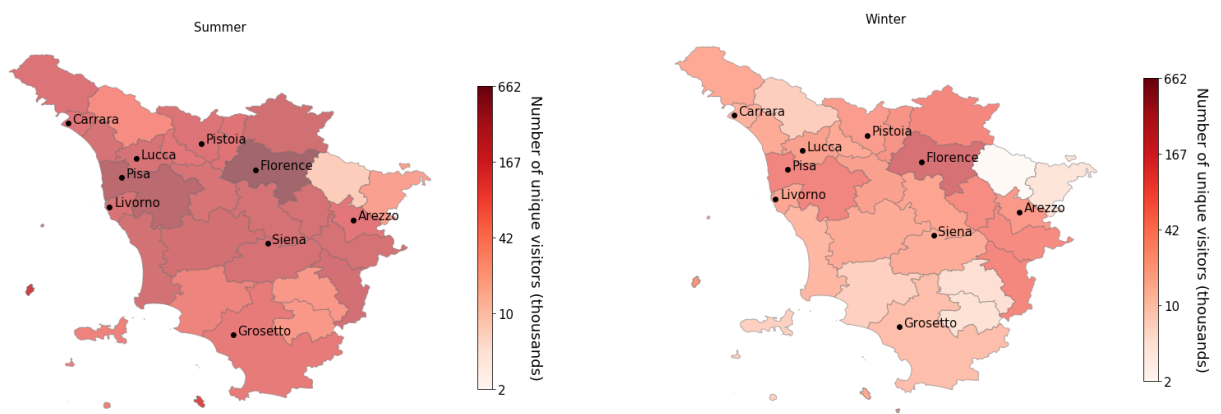 Summer
Carrara
Pistoia
Lucca
Florence
Pisa
Livorno
Arezzo
Siena
Grosetto
662
167
42
10
2
Number of unique visitors (thousands)
Winter
Carrara
Pistoia
Lucca
Florence
Pisa
Livorno
Arezzo
Siena
Grosetto
662
167
42
10
2
Number of unique visitors (thousands)